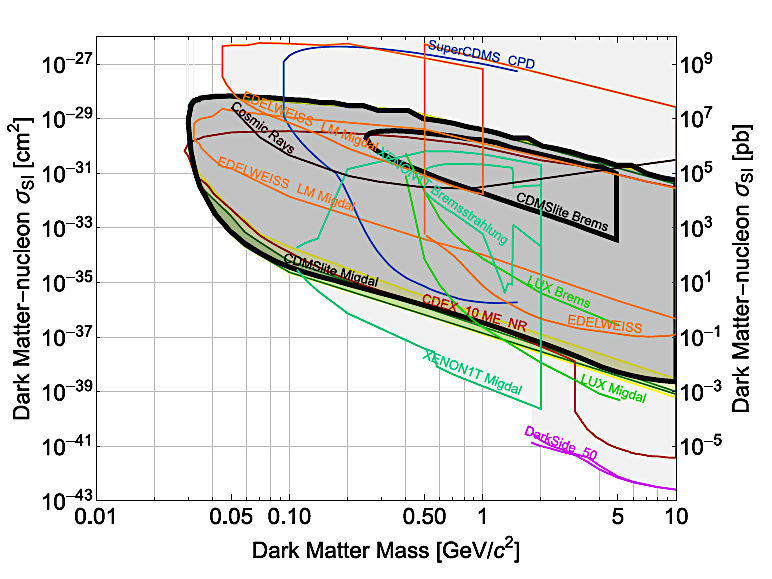 SuperCDMS CPD
10⁻²⁷
10⁹
EDELWEISS LM Migdal
10⁻²⁹
10⁷
Cosmic Rays
XENON1T Bremsstrahlung
10⁻³¹
10⁵
EDELWEISS LM Migdal
CDMSlite Brems
10⁻³³
10³
CDMSlite Migdal
LUX Brems
10⁻³⁵
10¹
CDEX 10 ME NR
EDELWEISS
10⁻³⁷
10⁻¹
XENON1T Migdal
LUX Migdal
10⁻³⁹
10⁻³
DarkSide 50
10⁻⁴¹
10⁻⁵
10⁻⁴³
Dark Matter−nucleon σSI [cm²]
Dark Matter−nucleon σSI [pb]
0.01 0.05 0.10 0.50 1 5 10
Dark Matter Mass [GeV/c²]